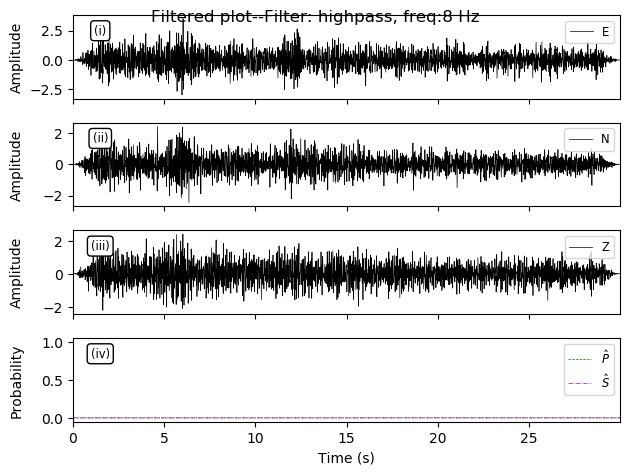 Filtered plot--Filter: highpass, freq:8 Hz
Amplitude
2.5
0.0
−2.5
(i)
E
Amplitude
2
0
−2
(ii)
N
Amplitude
2
0
−2
(iii)
Z
Probability
1.0
0.5
0.0
(iv)
P̂
Ŝ
0 5 10 15 20 25
Time (s)